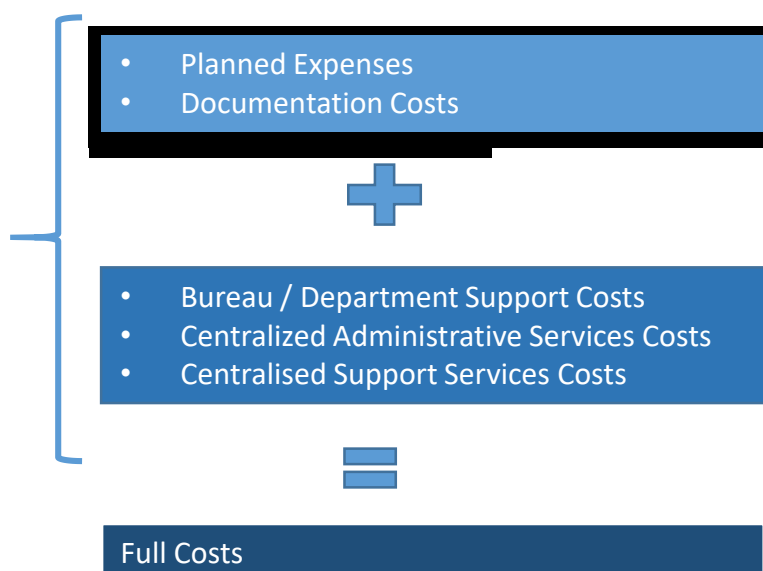 • Planned Expenses
• Documentation Costs
• Bureau / Department Support Costs
• Centralized Administrative Services Costs
• Centralised Support Services Costs
Full Costs